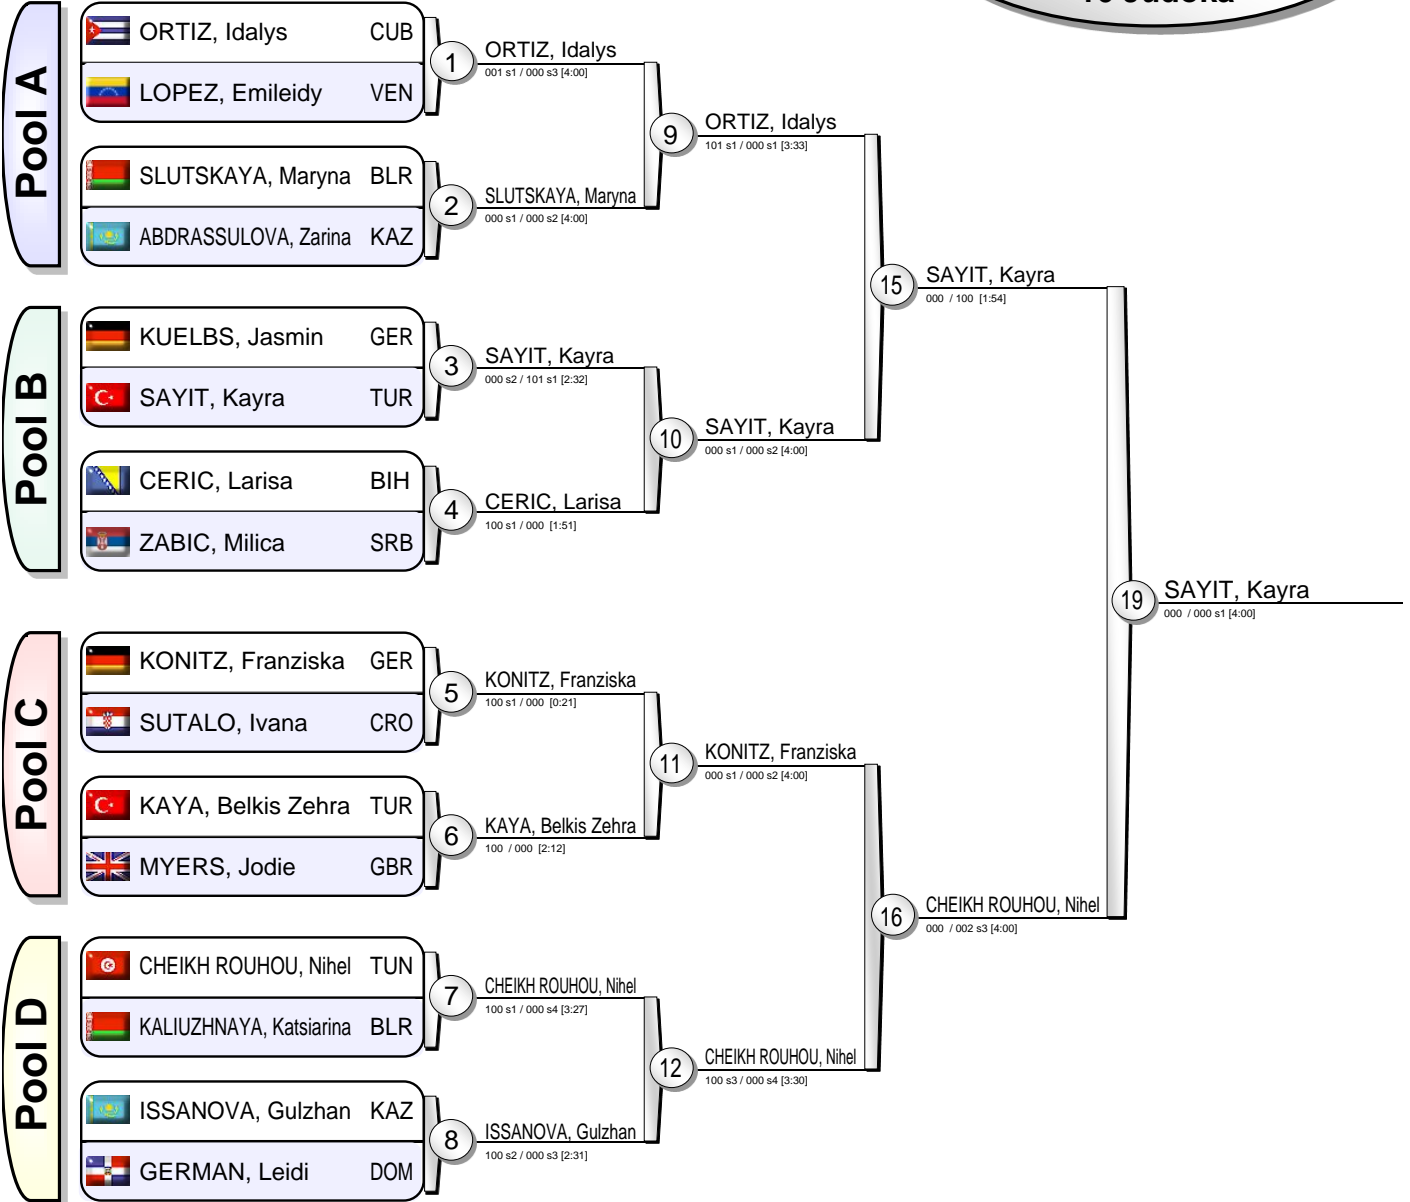 Pool A
ORTIZ, Idalys CUB
LOPEZ, Emileidy VEN
SLUTSKAYA, Maryna BLR
ABDRASSULOVA, Zarina KAZ
Pool B
KUELBS, Jasmin GER
SAYIT, Kayra TUR
CERIC, Larisa BIH
ZABIC, Milica SRB
Pool C
KONITZ, Franziska GER
SUTALO, Ivana CRO
KAYA, Belkis Zehra TUR
MYERS, Jodie GBR
Pool D
CHEIKH ROUHOU, Nihel TUN
KALIUZHNAYA, Katsiarina BLR
ISSANOVA, Gulzhan KAZ
GERMAN, Leidi DOM
1
ORTIZ, Idalys
001 s1 / 000 s3 [4:00]
2
SLUTSKAYA, Maryna
000 s1 / 000 s2 [4:00]
3
SAYIT, Kayra
000 s2 / 101 s1 [2:32]
4
CERIC, Larisa
100 s1 / 000 [1:51]
5
KONITZ, Franziska
100 s1 / 000 [0:21]
6
KAYA, Belkis Zehra
100 / 000 [2:12]
7
CHEIKH ROUHOU, Nihel
100 s1 / 000 s4 [3:27]
8
ISSANOVA, Gulzhan
100 s2 / 000 s3 [2:31]
9
ORTIZ, Idalys
101 s1 / 000 s1 [3:33]
10
SAYIT, Kayra
000 s1 / 000 s2 [4:00]
11
KONITZ, Franziska
000 s1 / 000 s2 [4:00]
12
CHEIKH ROUHOU, Nihel
100 s3 / 000 s4 [3:30]
15
SAYIT, Kayra
000 / 100 [1:54]
16
CHEIKH ROUHOU, Nihel
000 / 002 s3 [4:00]
19
SAYIT, Kayra
000 / 000 s1 [4:00]